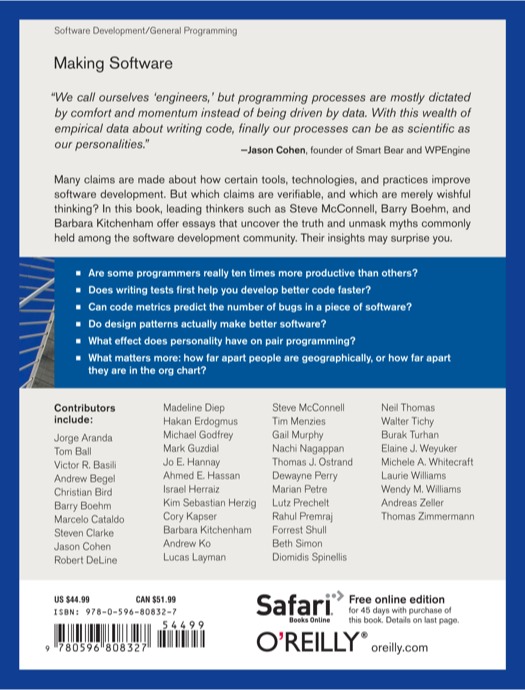 Software Development/General Programming
Making Software
“We call ourselves ‘engineers,’ but programming processes are mostly dictated
by comfort and momentum instead of being driven by data. With this wealth of
empirical data about writing code, finally our processes can be as scientific as
our personalities.”
—Jason Cohen, founder of Smart Bear and WPEngine
Many claims are made about how certain tools, technologies, and practices improve
software development. But which claims are verifiable, and which are merely wishful
thinking? In this book, leading thinkers such as Steve McConnell, Barry Boehm, and
Barbara Kitchenham offer essays that uncover the truth and unmask myths commonly
held among the software development community. Their insights may surprise you.
▪ Are some programmers really ten times more productive than others?
▪ Does writing tests first help you develop better code faster?
▪ Can code metrics predict the number of bugs in a piece of software?
▪ Do design patterns actually make better software?
▪ What effect does personality have on pair programming?
▪ What matters more: how far apart people are geographically, or how far apart
they are in the org chart?
Contributors
include:
Jorge Aranda
Tom Ball
Victor R. Basili
Andrew Begel
Christian Bird
Barry Boehm
Marcelo Cataldo
Steven Clarke
Jason Cohen
Robert DeLine
Madeline Diep
Hakan Erdogmus
Michael Godfrey
Mark Guzdial
Jo E. Hannay
Ahmed E. Hassan
Israel Herraiz
Kim Sebastian Herzig
Cory Kapser
Barbara Kitchenham
Andrew Ko
Lucas Layman
Steve McConnell
Tim Menzies
Gail Murphy
Nachi Nagappan
Thomas J. Ostrand
Dewayne Perry
Marian Petre
Lutz Prechelt
Rahul Premraj
Forrest Shull
Beth Simon
Diomidis Spinellis
Neil Thomas
Walter Tichy
Burak Turhan
Elaine J. Weyuker
Michele A. Whitecraft
Laurie Williams
Wendy M. Williams
Andreas Zeller
Thomas Zimmermann
US $44.99 CAN $51.99
ISBN: 978-0-596-80832-7
54499
9 780596 808327
Safari
Books Online
Free online edition
for 45 days with purchase of
this book. Details on last page.
O’REILLY® oreilly.com